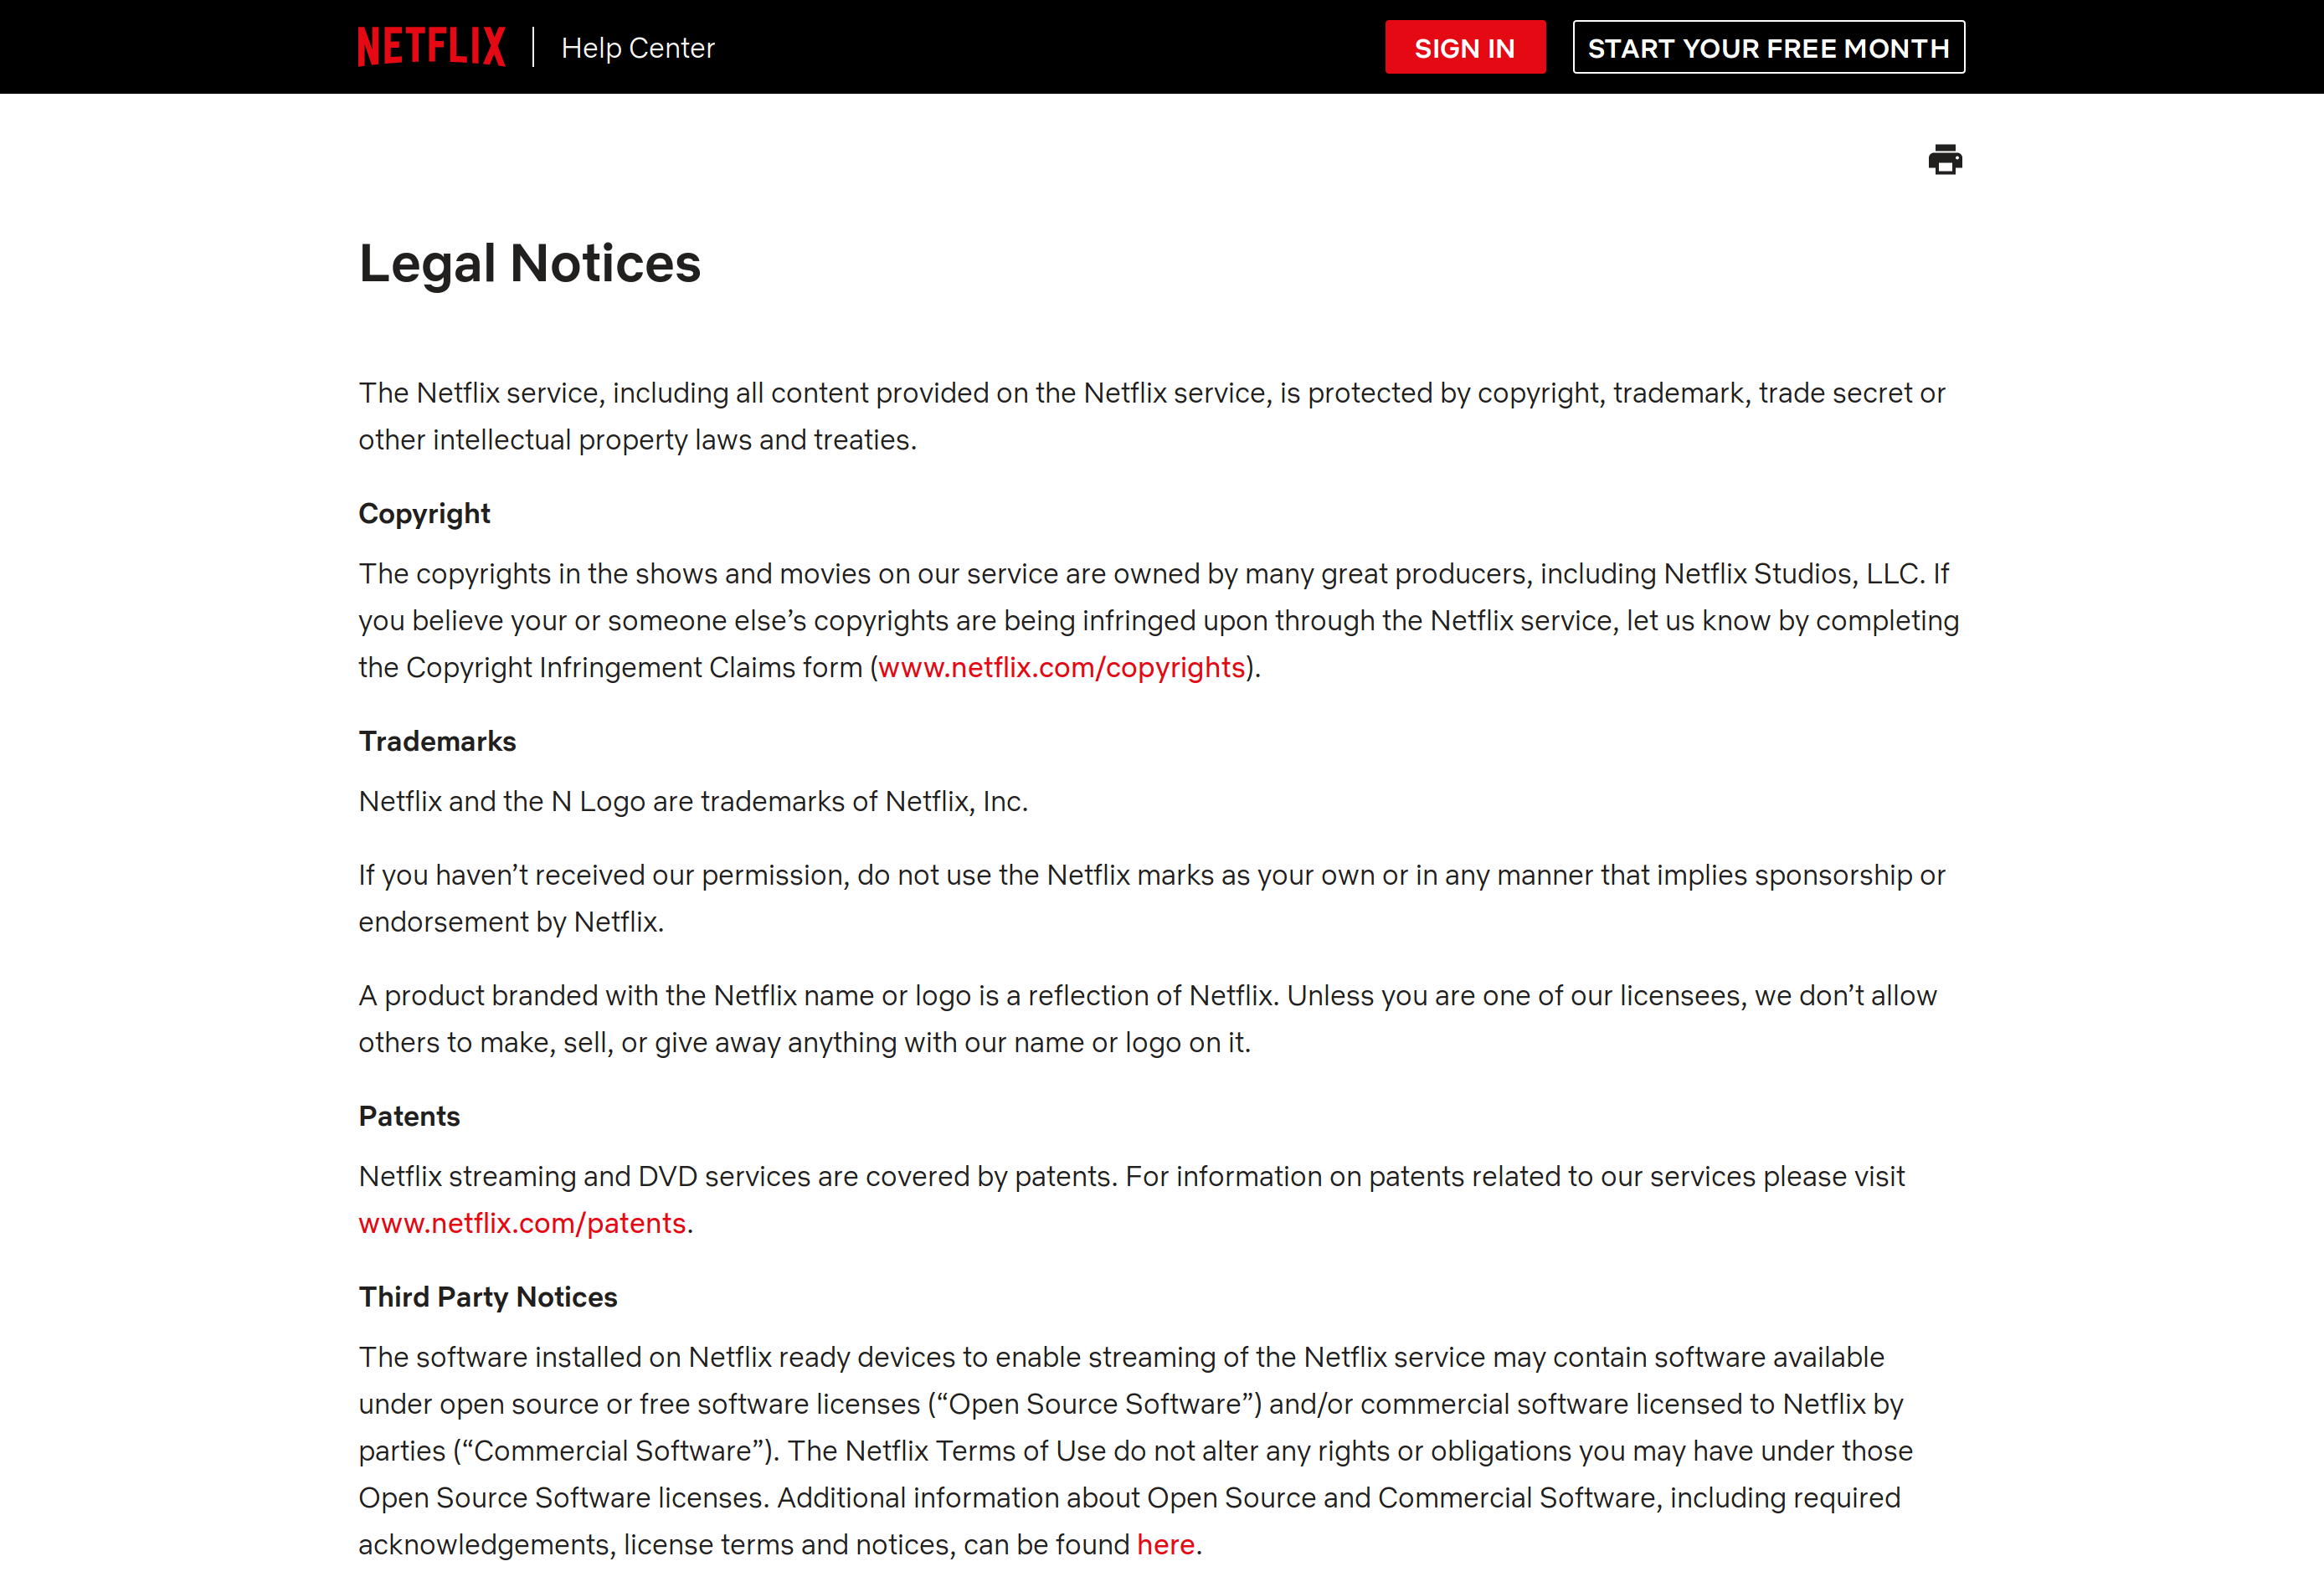 NETFLIX Help Center SIGN IN START YOUR FREE MONTH
Legal Notices
The Netflix service, including all content provided on the Netflix service, is protected by copyright, trademark, trade secret or
other intellectual property laws and treaties.
Copyright
The copyrights in the shows and movies on our service are owned by many great producers, including Netflix Studios, LLC. If
you believe your or someone else’s copyrights are being infringed upon through the Netflix service, let us know by completing
the Copyright Infringement Claims form (www.netflix.com/copyrights).
Trademarks
Netflix and the N Logo are trademarks of Netflix, Inc.
If you haven’t received our permission, do not use the Netflix marks as your own or in any manner that implies sponsorship or
endorsement by Netflix.
A product branded with the Netflix name or logo is a reflection of Netflix. Unless you are one of our licensees, we don’t allow
others to make, sell, or give away anything with our name or logo on it.
Patents
Netflix streaming and DVD services are covered by patents. For information on patents related to our services please visit
www.netflix.com/patents.
Third Party Notices
The software installed on Netflix ready devices to enable streaming of the Netflix service may contain software available
under open source or free software licenses (“Open Source Software”) and/or commercial software licensed to Netflix by
parties (“Commercial Software”). The Netflix Terms of Use do not alter any rights or obligations you may have under those
Open Source Software licenses. Additional information about Open Source and Commercial Software, including required
acknowledgements, license terms and notices, can be found here.